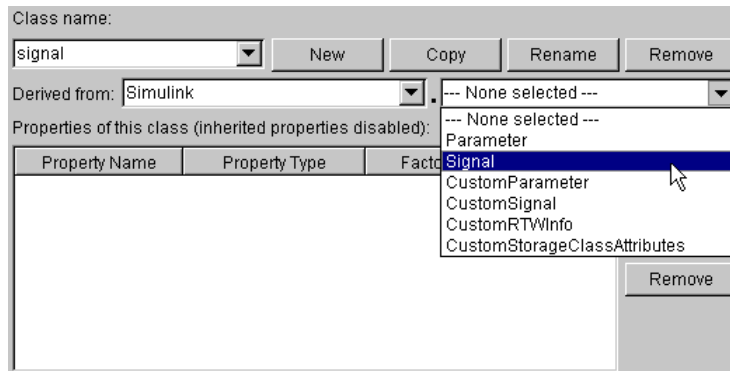 Class name:
signal New Copy Rename Remove
Derived from: Simulink . --- None selected ---
--- None selected ---
Properties of this class (inherited properties disabled):
Parameter
Property Name Property Type Facto
Signal
CustomParameter
CustomSignal
CustomRTWInfo
CustomStorageClassAttributes
Remove